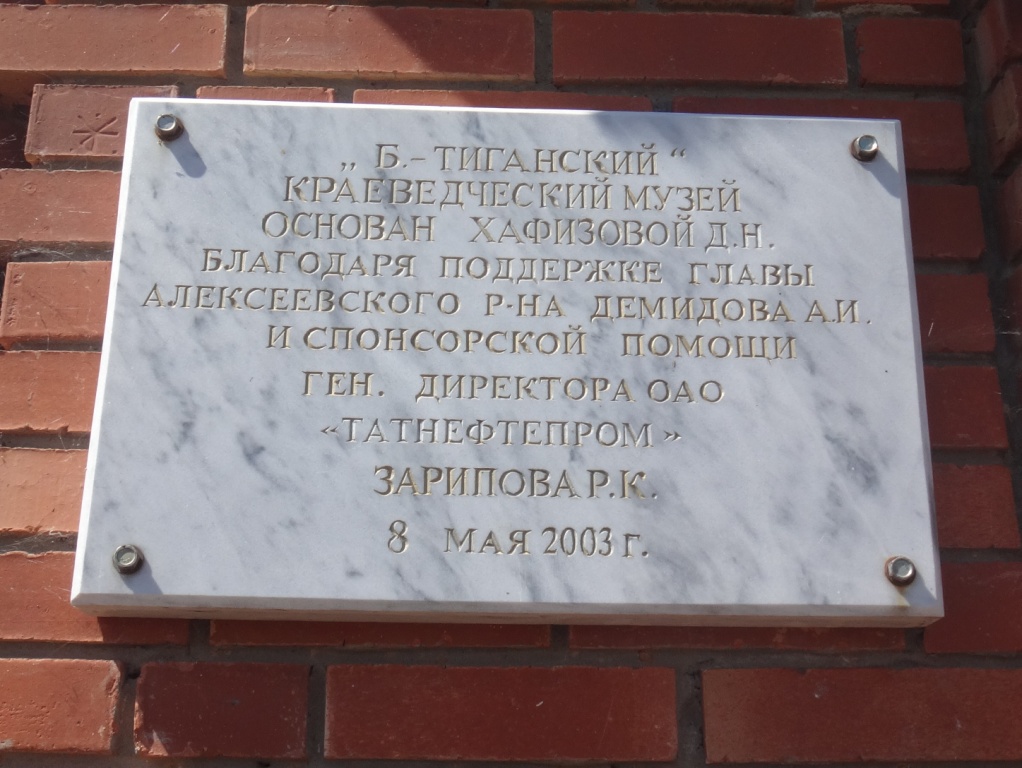 „ Б.- ТИГАНСКИЙ “
КРАЕВЕДЧЕСКИЙ МУЗЕЙ
ОСНОВАН ХАФИЗОВОЙ Д.Н.
БЛАГОДАРЯ ПОДДЕРЖКЕ ГЛАВЫ
АЛЕКСЕЕВСКОГО Р-НА ДЕМИДОВА А.И.
И СПОНСОРСКОЙ ПОМОЩИ
ГЕН. ДИРЕКТОРА ОАО
«ТАТНЕФТЕПРОМ»
ЗАРИПОВА Р.К.
8 МАЯ 2003 г.